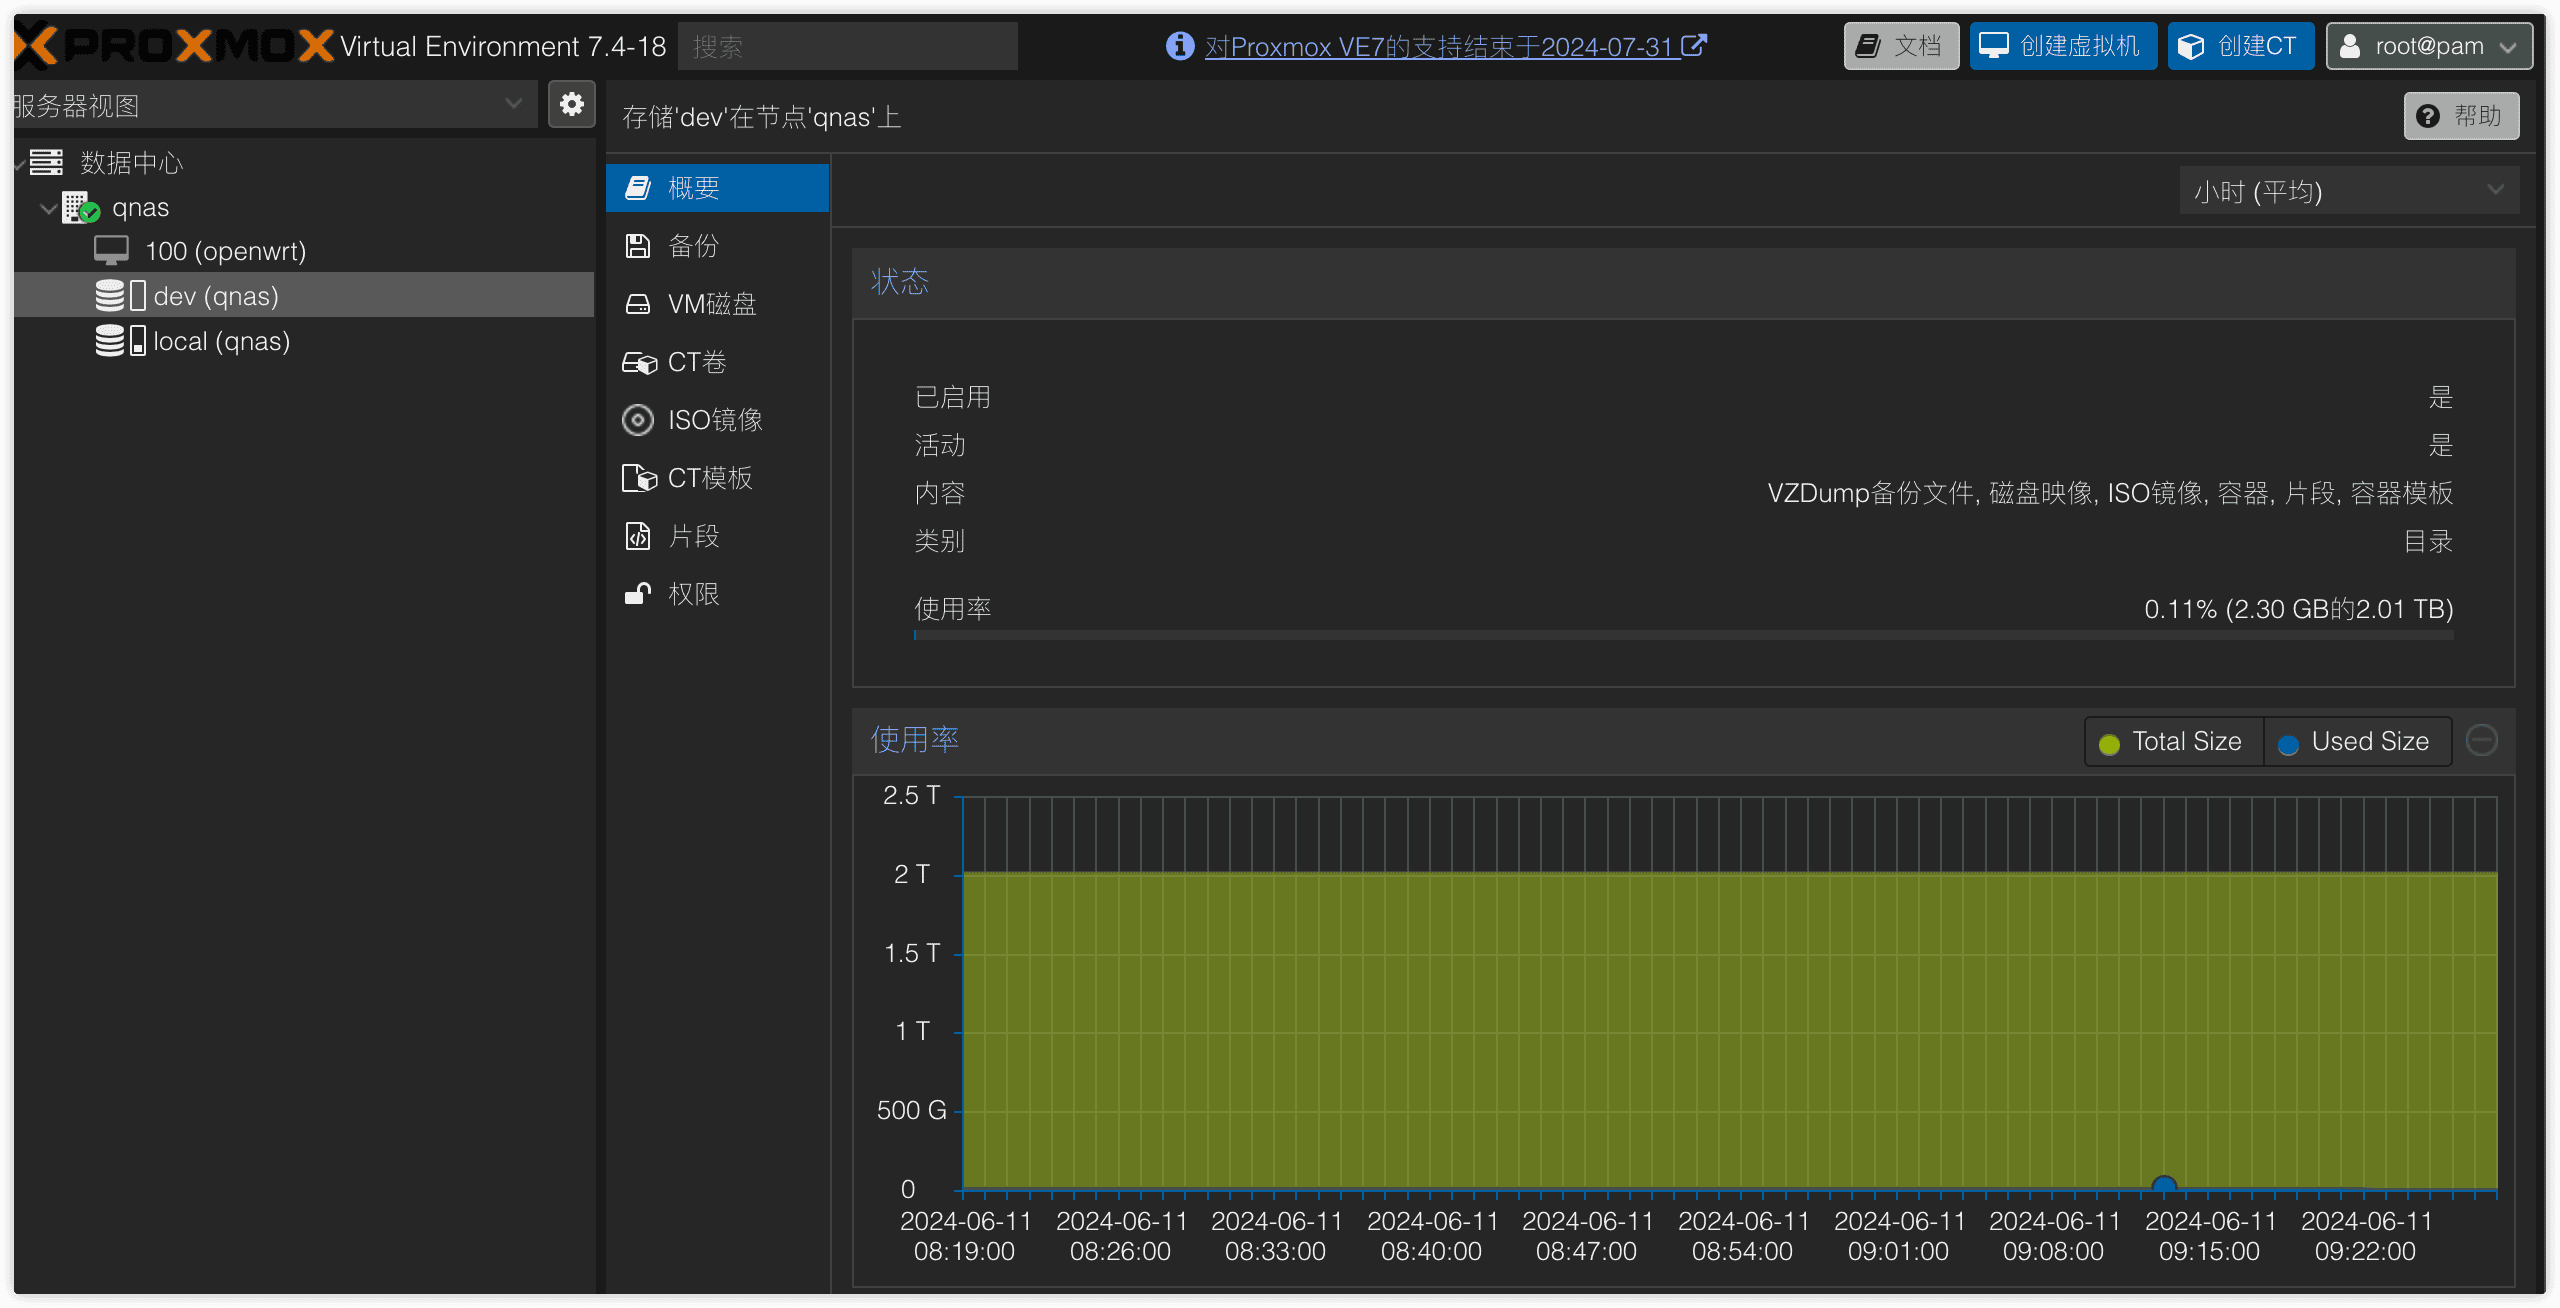 PROXMOX Virtual Environment 7.4-18
搜索
对Proxmox VE7的支持结束于2024-07-31
文档
创建虚拟机
创建CT
root@pam
服务器视图
数据中心
qnas
100 (openwrt)
dev (qnas)
local (qnas)
存储'dev'在节点'qnas'上
帮助
概要
备份
VM磁盘
CT卷
ISO镜像
CT模板
片段
权限
小时 (平均)
状态
已启用 是
活动 是
内容 VZDump备份文件, 磁盘映像, ISO镜像, 容器, 片段, 容器模板
类别 目录
使用率 0.11% (2.30 GB的2.01 TB)
使用率
Total Size
Used Size
2.5 T
2 T
1.5 T
1 T
500 G
0
2024-06-11 2024-06-11 2024-06-11 2024-06-11 2024-06-11 2024-06-11 2024-06-11 2024-06-11 2024-06-11 2024-06-11
08:19:00 08:26:00 08:33:00 08:40:00 08:47:00 08:54:00 09:01:00 09:08:00 09:15:00 09:22:00